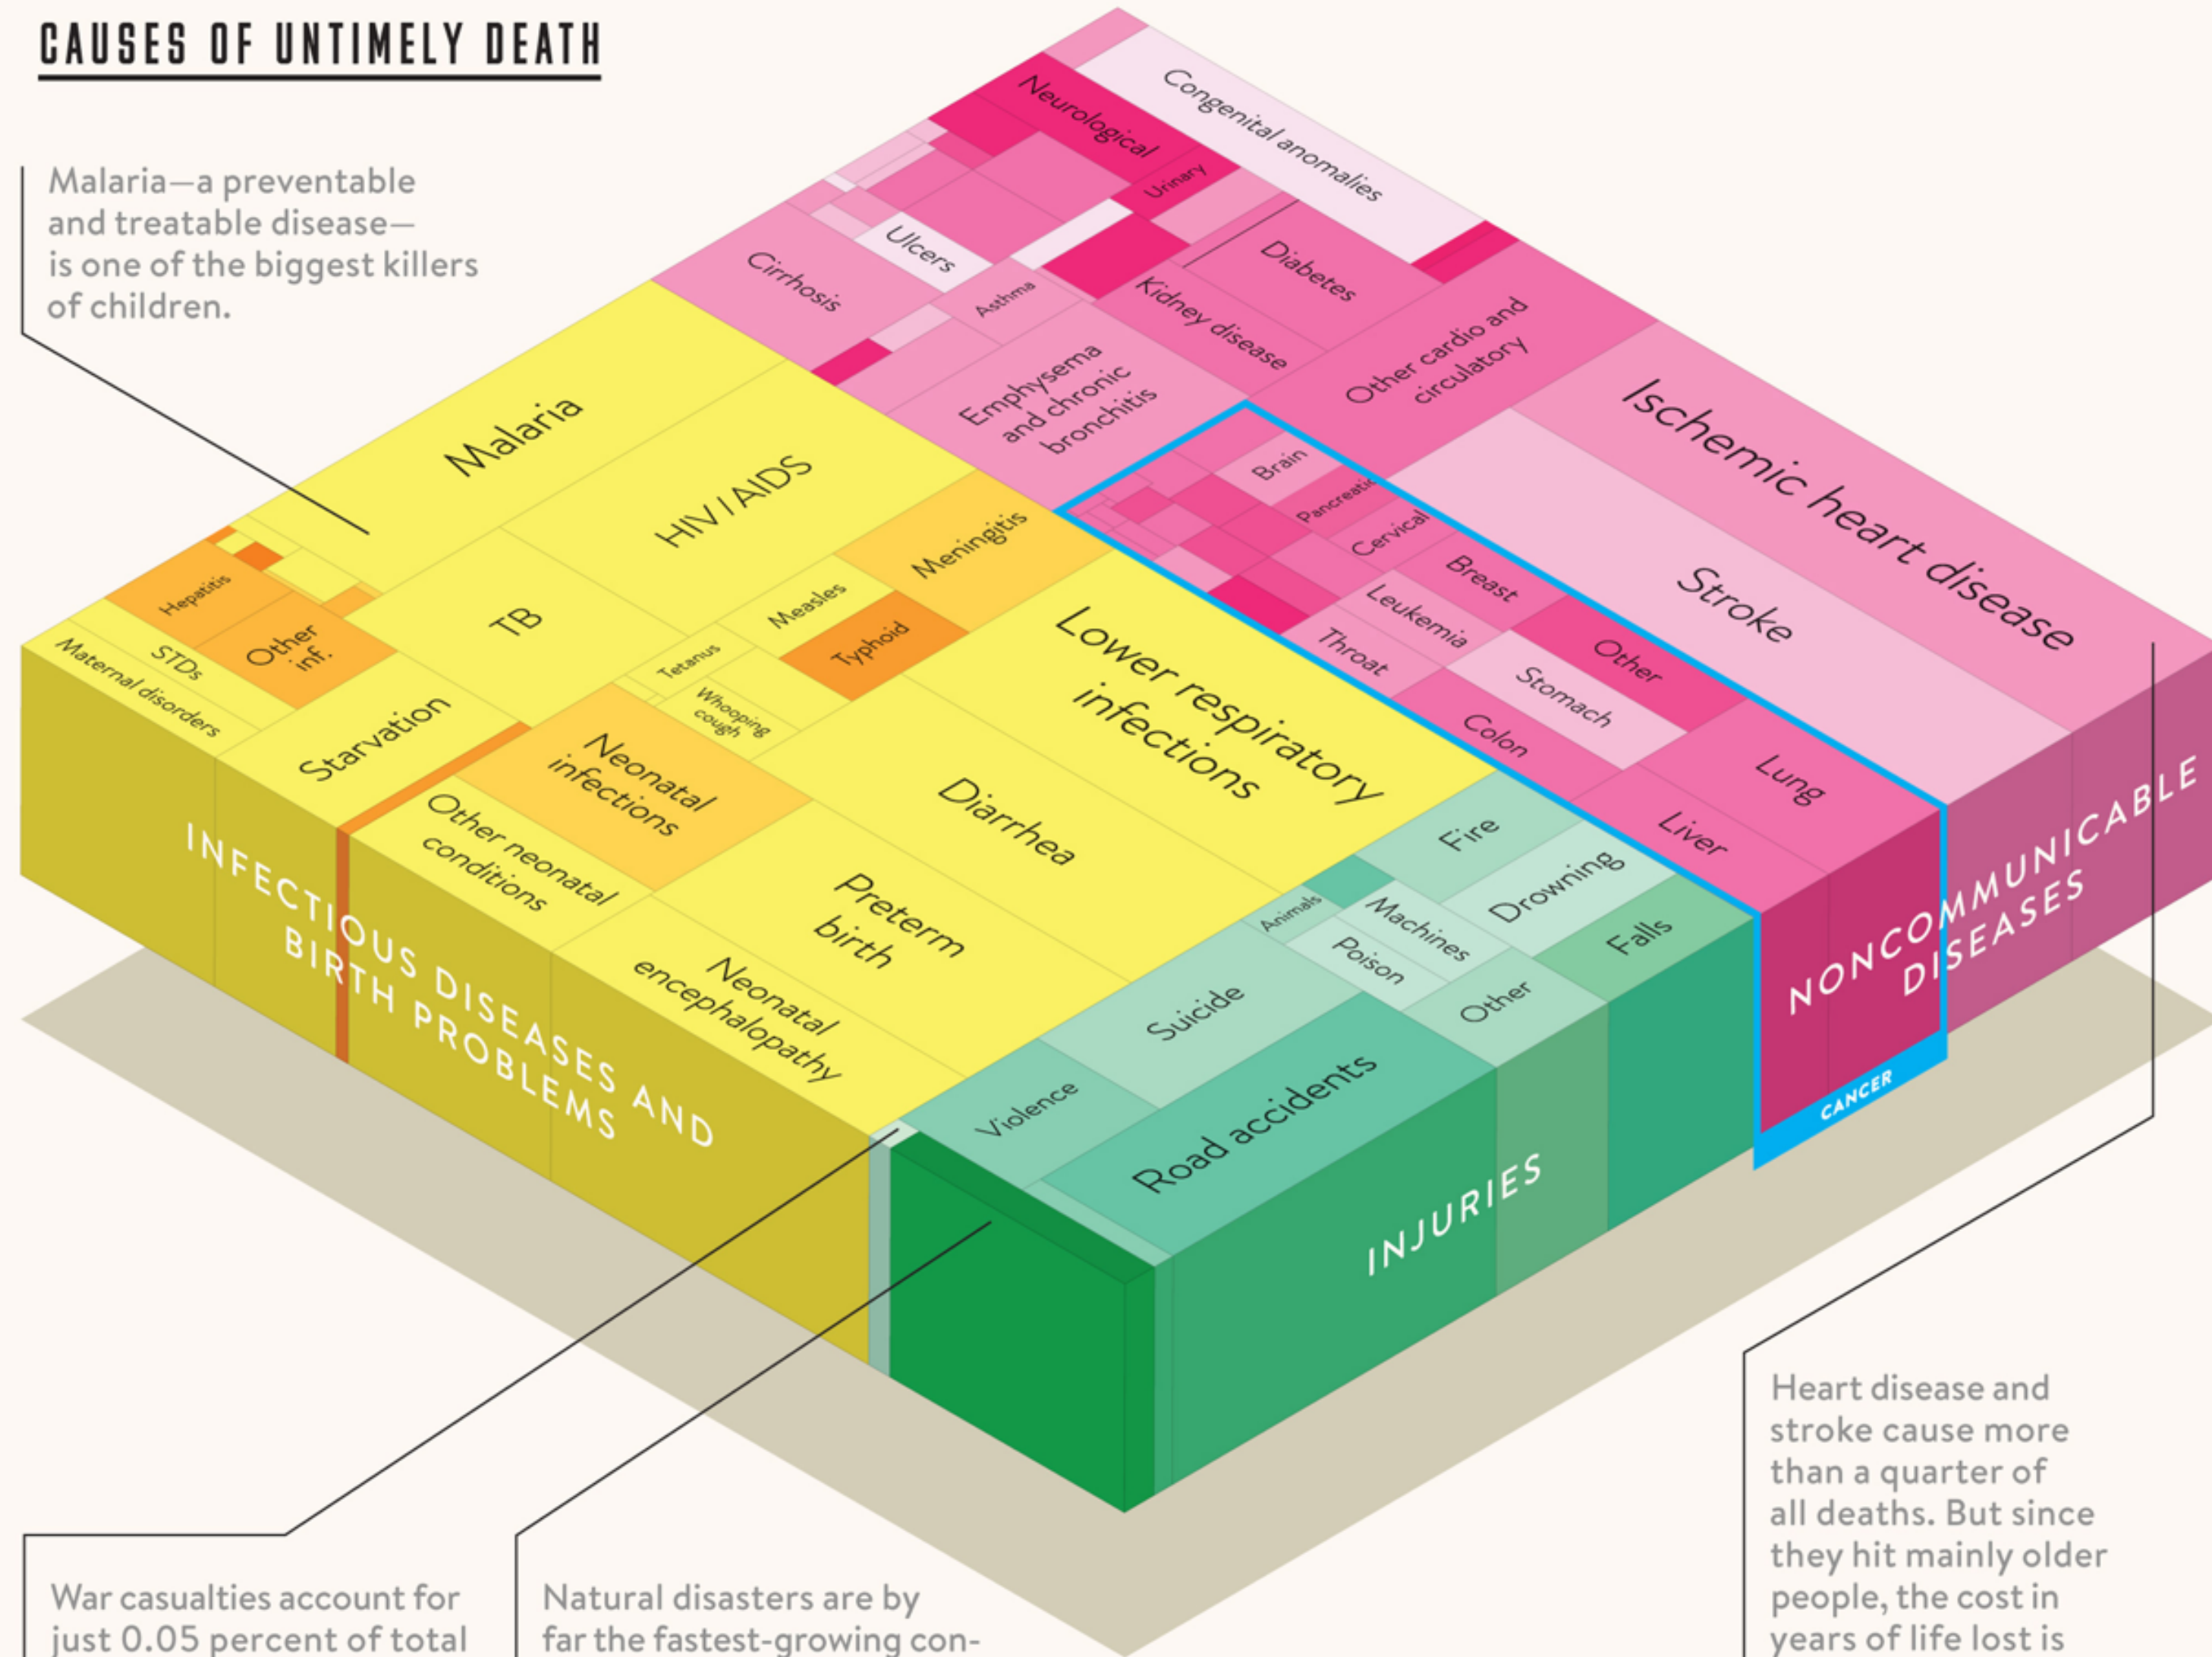 CAUSES OF UNTIMELY DEATH
Malaria—a preventable
and treatable disease—
is one of the biggest killers
of children.
Congenital anomalies
Neurological
Urinary
Ulcers
Cirrhosis
Asthma
Diabetes
Kidney disease
Other cardio and
circulatory
Emphysema
and chronic
bronchitis
Ischemic heart disease
Stroke
Brain
Pancreatic
Cervical
Breast
Leukemia
Other
Throat
Stomach
Colon
Lung
Liver
Malaria
HIV/AIDS
Meningitis
Measles
Typhoid
TB
Tetanus
Whooping
cough
Hepatitis
Other
inf.
STDs
Maternal disorders
Starvation
Lower respiratory
infections
Neonatal
infections
Diarrhea
Other neonatal
conditions
Preterm
birth
Neonatal
encephalopathy
Fire
Drowning
Animals
Machines
Falls
Poison
Suicide
Other
Violence
Road accidents
INFECTIOUS DISEASES AND
BIRTH PROBLEMS
INJURIES
NONCOMMUNICABLE
DISEASES
CANCER
War casualties account for
just 0.05 percent of total
Natural disasters are by
far the fastest-growing con-
Heart disease and
stroke cause more
than a quarter of
all deaths. But since
they hit mainly older
people, the cost in
years of life lost is